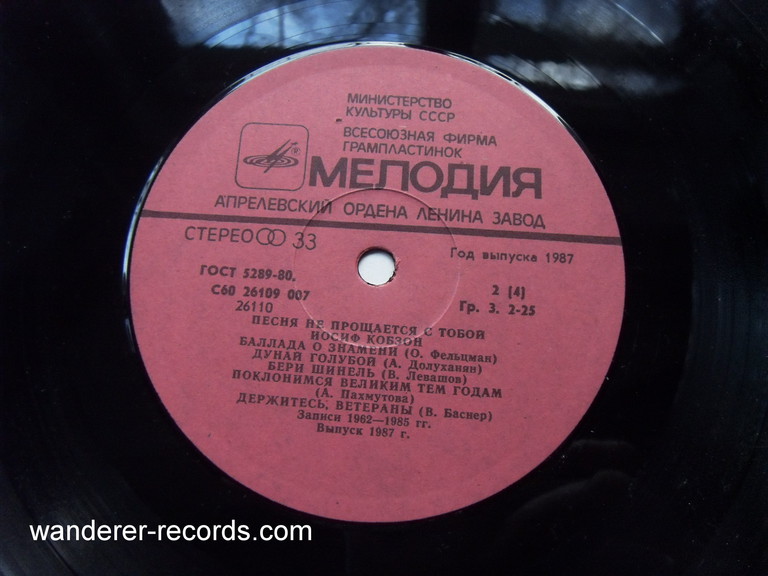 МИНИСТЕРСТВО
КУЛЬТУРЫ СССР
ВСЕСОЮЗНАЯ ФИРМА
ГРАМПЛАСТИНОК
МЕЛОДИЯ
АПРЕЛЕВСКИЙ ОРДЕНА ЛЕНИНА ЗАВОД
СТЕРЕО 33
Год выпуска 1987
ГОСТ 5289-80.
2 (4)
С60 26109 007
Гр. 3. 2-25
26110
ПЕСНЯ НЕ ПРОЩАЕТСЯ С ТОБОЙ
ИОСИФ КОБЗОН
БАЛЛАДА О ЗНАМЕНИ (О. Фельцман)
ДУНАЙ ГОЛУБОЙ (А. Долуханян)
БЕРИ ШИНЕЛЬ (В. Левашов)
ПОКЛОНИМСЯ ВЕЛИКИМ ТЕМ ГОДАМ
(А. Пахмутова)
ДЕРЖИТЕСЬ, ВЕТЕРАНЫ (В. Баснер)
Записи 1962—1985 гг.
Выпуск 1987 г.
wanderer-records.com